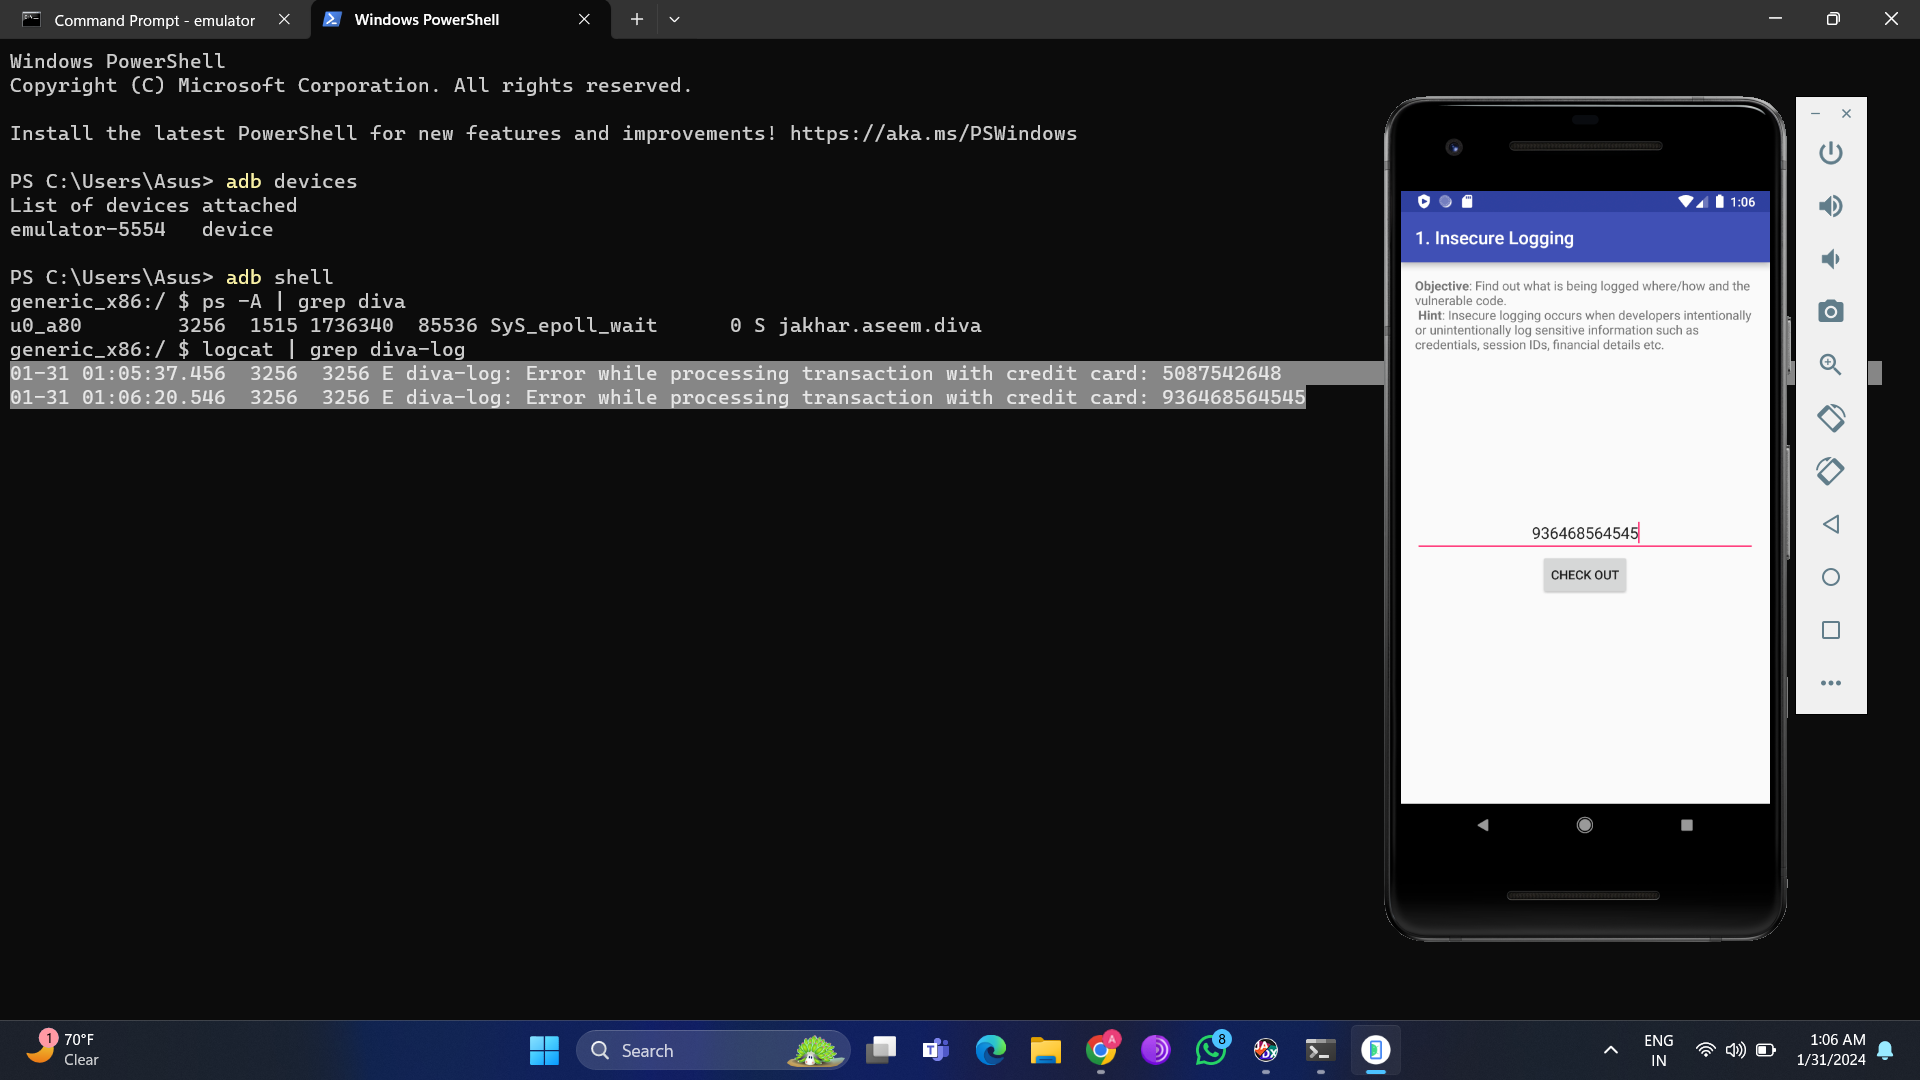 Command Prompt - emulator
Windows PowerShell
Windows PowerShell
Copyright (C) Microsoft Corporation. All rights reserved.
Install the latest PowerShell for new features and improvements! https://aka.ms/PSWindows
PS C:\Users\Asus> adb devices
List of devices attached
emulator-5554   device
PS C:\Users\Asus> adb shell
generic_x86:/ $ ps -A | grep diva
u0_a80        3256  1515 1736340  85536 SyS_epoll_wait      0 S jakhar.aseem.diva
generic_x86:/ $ logcat | grep diva-log
01-31 01:05:37.456  3256  3256 E diva-log: Error while processing transaction with credit card: 5087542648
01-31 01:06:20.546  3256  3256 E diva-log: Error while processing transaction with credit card: 936468564545
1:06
1. Insecure Logging
Objective: Find out what is being logged where/how and the
vulnerable code.
Hint: Insecure logging occurs when developers intentionally
or unintentionally log sensitive information such as
credentials, session IDs, financial details etc.
936468564545
CHECK OUT
1
70°F
Clear
Search
A
8
JADX
ENG
IN
1:06 AM
1/31/2024